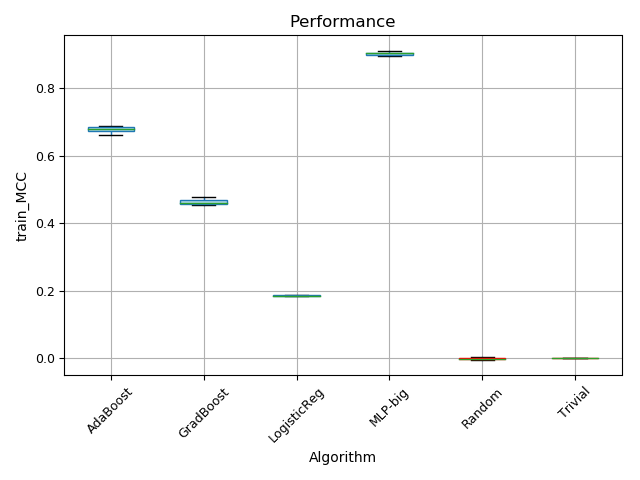 Performance
train_MCC
0.8
0.6
0.4
0.2
0.0
AdaBoost
GradBoost
LogisticReg
MLP-big
Random
Trivial
Algorithm